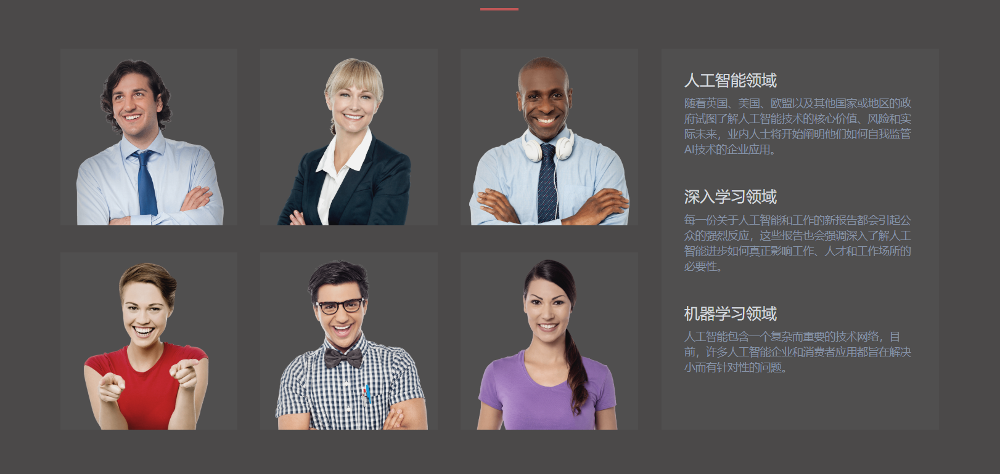 人工智能领域
随着英国、美国、欧盟以及其他国家或地区的政
府试图了解人工智能技术的核心价值、风险和实
际未来，业内人士将开始阐明他们如何自我监管
AI技术的企业应用。
深入学习领域
每一份关于人工智能和工作的新报告都会引起公
众的强烈反应，这些报告也会强调深入了解人工
智能进步如何真正影响工作、人才和工作场所的
必要性。
机器学习领域
人工智能包含一个复杂而重要的技术网络，目
前，许多人工智能企业和消费者应用都旨在解决
小而有针对性的问题。